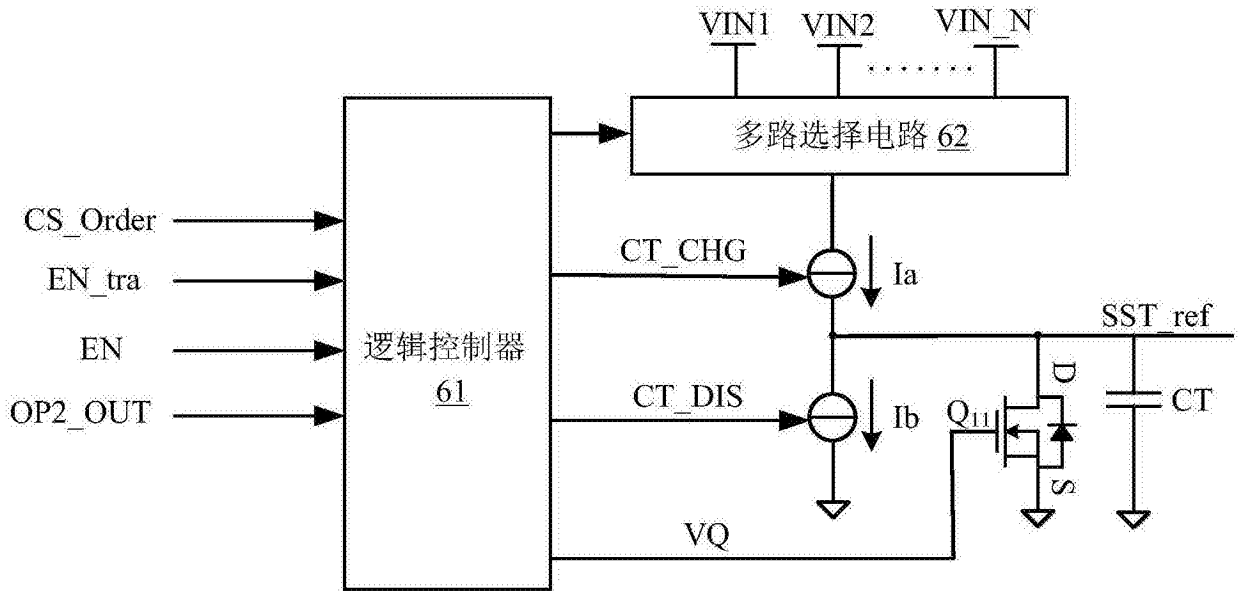 VIN1 VIN2 VIN_N
.......
多路选择电路 62
CS_Order
EN_tra
EN
OP2_OUT
逻辑控制器
61
CT_CHG
Ia
SST_ref
CT_DIS
Ib
Q11
D
S
CT
VQ